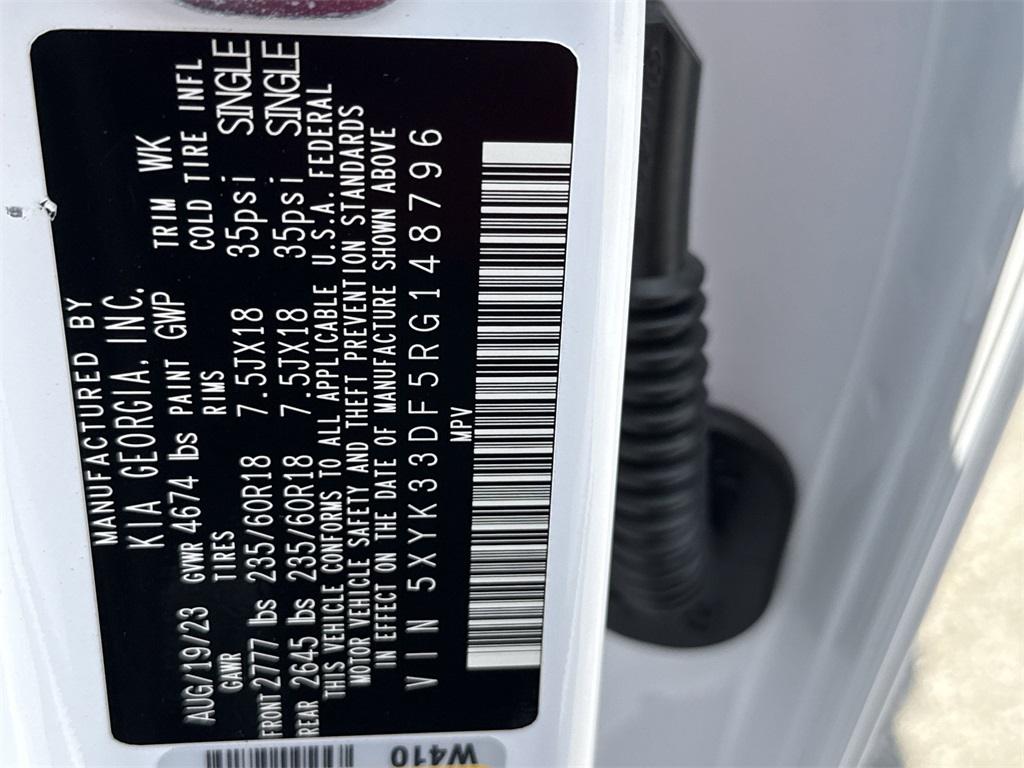 MANUFACTURED BY
KIA GEORGIA, INC.
AUG/19/23 GVWR 4674 lbs PAINT GWP TRIM WK
GAWR TIRES RIMS COLD TIRE INFL
FRONT 2777 lbs 235/60R18 7.5JX18 35psi SINGLE
REAR 2645 lbs 235/60R18 7.5JX18 35psi SINGLE
THIS VEHICLE CONFORMS TO ALL APPLICABLE U.S.A. FEDERAL
MOTOR VEHICLE SAFETY AND THEFT PREVENTION STANDARDS
IN EFFECT ON THE DATE OF MANUFACTURE SHOWN ABOVE
VIN 5XYK33DF5RG148796
MPV
W410